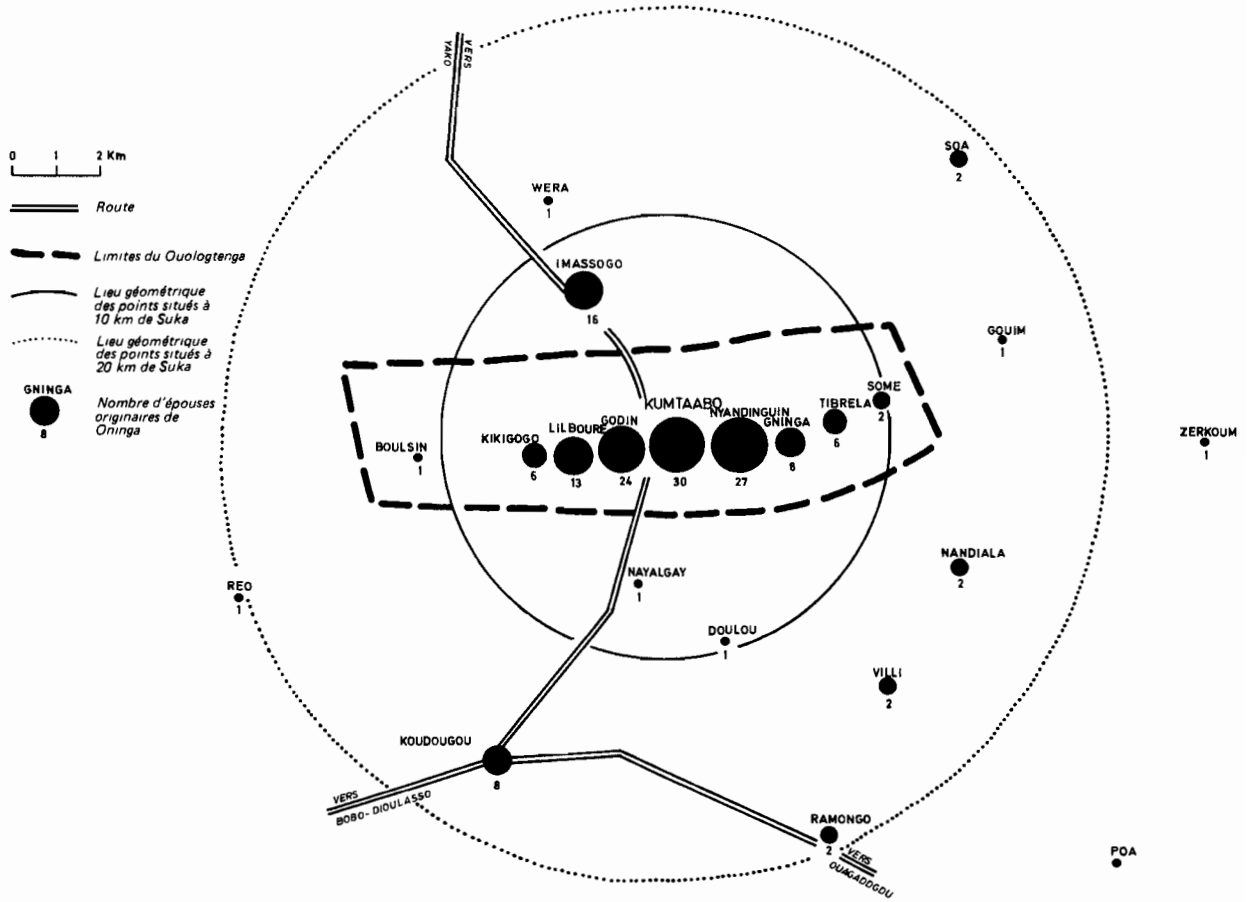 VERS
YAKO
0 1 2 Km
Route
Limites du Ouologtenga
Lieu géométrique
des points situés à
10 km de Suka
Lieu géométrique
des points situés à
20 km de Suka
GNINGA
8
Nombre d'épouses
originaires de
Oninga
SOA
2
WERA
1
IMASSOGO
16
GOUIM
1
SOME
2
TIBRELA
6
KUMTAABO
30
NYANDINGUIN
27
GNINGA
8
GODIN
24
LILBOURE
13
KIKIGOGO
6
BOULSIN
1
ZERKOUM
1
NANDIALA
2
NAYALGAY
1
REO
1
DOULOU
1
VILLI
2
KOUDOUGOU
8
VERS
BOBO-DIOULASSO
RAMONGO
2
VERS
OUAGADDGDU
POA
1